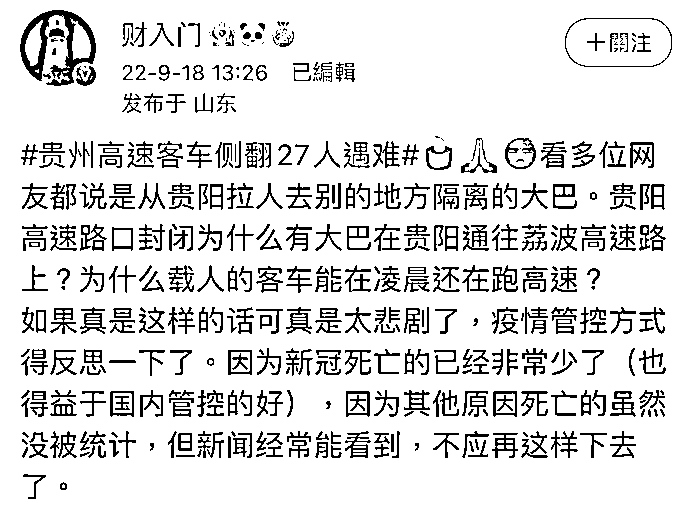 财入门
22-9-18 13:26 已編輯
发布于 山东
＋關注
#贵州高速客车侧翻27人遇难#🕯️🙏😔看多位网
友都说是从贵阳拉人去别的地方隔离的大巴。贵阳
高速路口封闭为什么有大巴在贵阳通往荔波高速路
上？为什么载人的客车能在凌晨还在跑高速？
如果真是这样的话可真是太悲剧了，疫情管控方式
得反思一下了。因为新冠死亡的已经非常少了（也
得益于国内管控的好），因为其他原因死亡的虽然
没被统计，但新闻经常能看到，不应再这样下去
了。